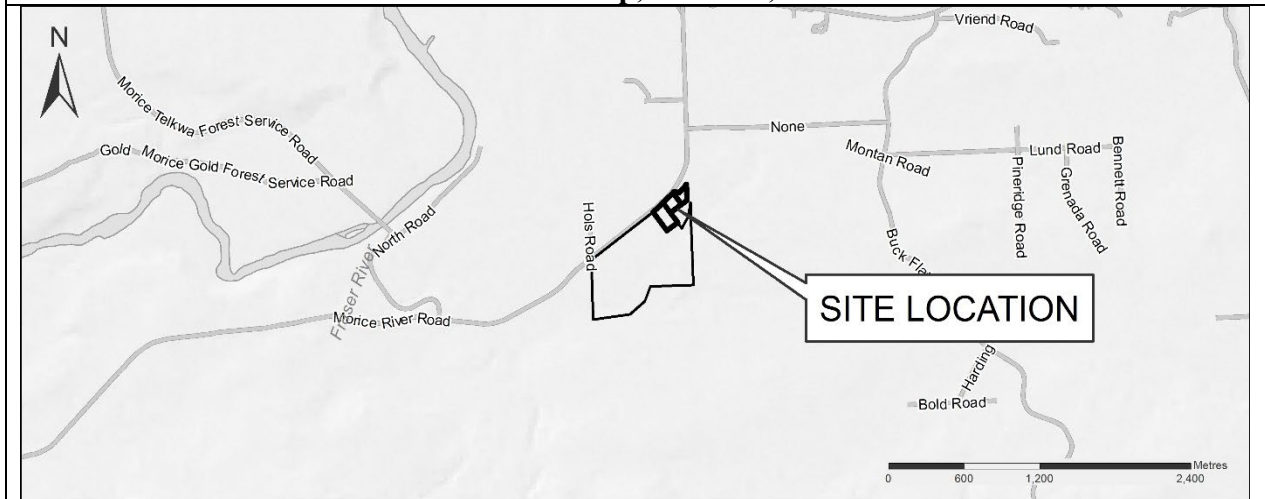 N
Vriend Road
Morice Telkwa Forest Service Road
None
Gold
Morice Gold Forest Service Road
Montan Road
Lund Road
Bennett Road
Pineridge Road
Grenada Road
Hols Road
North Road
Buck Fla
Fraser River
SITE LOCATION
Morice River Road
Harding
Bold Road
Metres
0 600 1,200 2,400